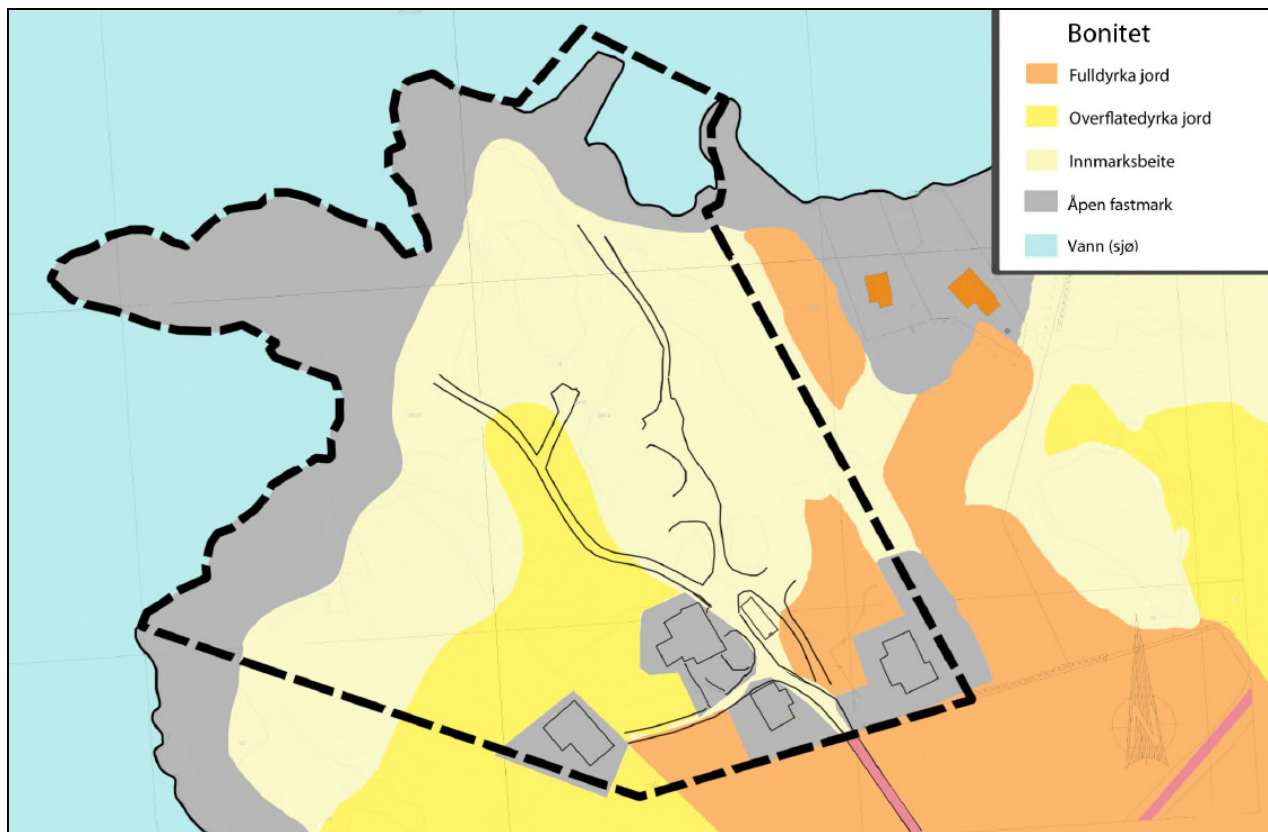 Bonitet
Fulldyrka jord
Overflatedyrka jord
Innmarksbeite
Åpen fastmark
Vann (sjø)